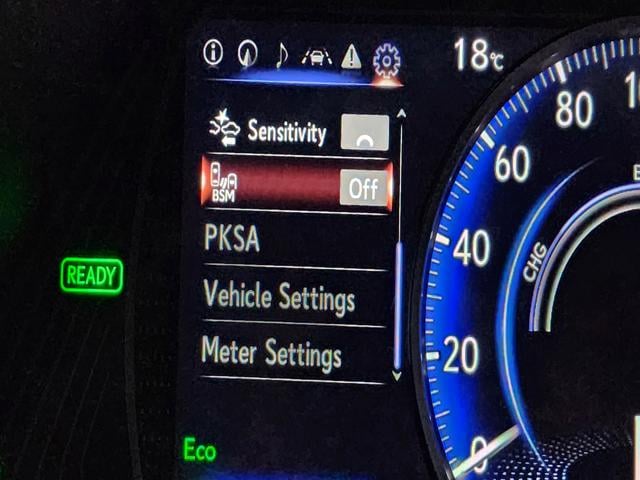 18℃
Sensitivity
BSM Off
PKSA
Vehicle Settings
Meter Settings
READY
Eco
80
60
40
20
0
CHG